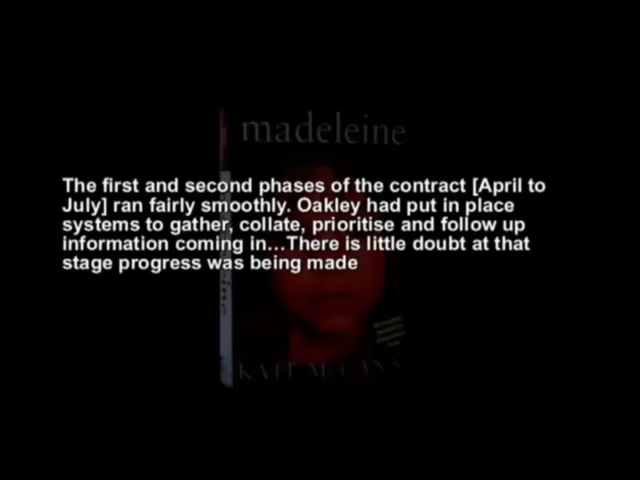 madeleine
The first and second phases of the contract [April to
July] ran fairly smoothly. Oakley had put in place
systems to gather, collate, prioritise and follow up
information coming in...There is little doubt at that
stage progress was being made
KATE MCCANN